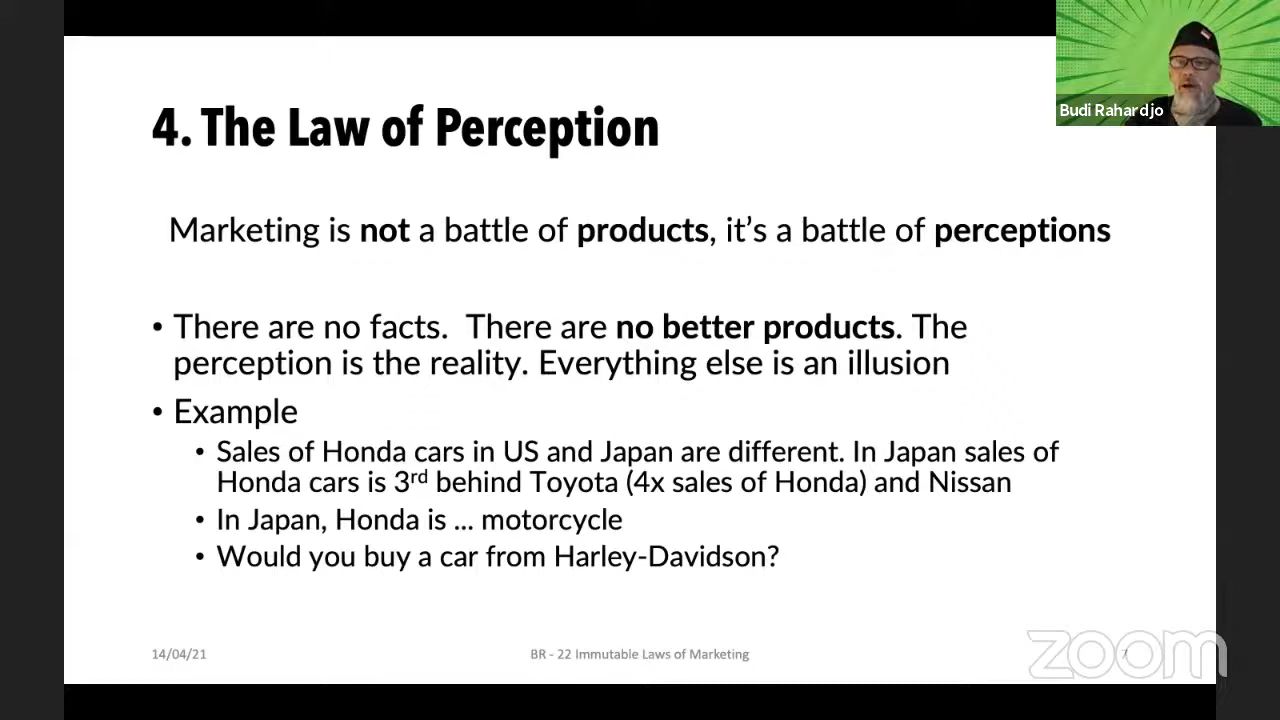 Budi Rahardjo
4. The Law of Perception
Marketing is not a battle of products, it's a battle of perceptions
• There are no facts.  There are no better products. The
perception is the reality. Everything else is an illusion
• Example
• Sales of Honda cars in US and Japan are different. In Japan sales of
Honda cars is 3rd behind Toyota (4x sales of Honda) and Nissan
• In Japan, Honda is ... motorcycle
• Would you buy a car from Harley-Davidson?
14/04/21
BR - 22 Immutable Laws of Marketing
7
zoom